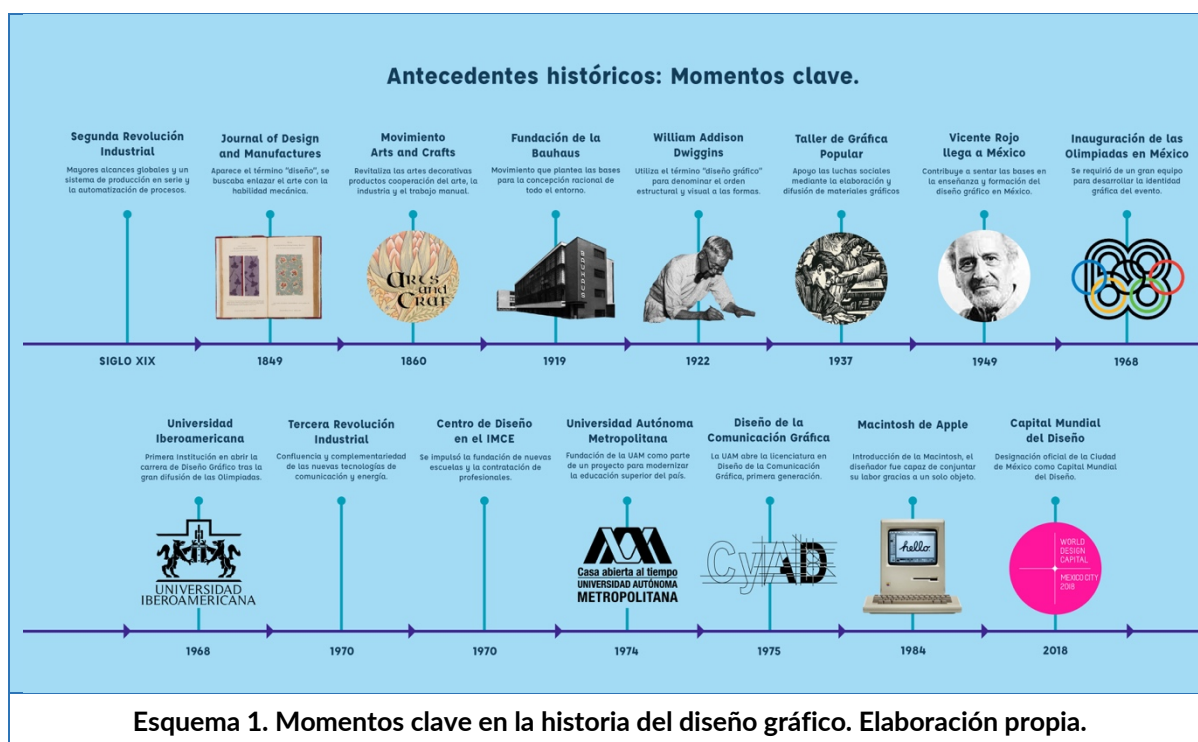 Antecedentes históricos: Momentos clave.
Segunda Revolución
Industrial
Mayores alcances globales y un
sistema de producción en serie y
la automatización de procesos.
SIGLO XIX
Journal of Design
and Manufactures
Aparece el término "diseño", se
buscaba enlazar el arte con la
habilidad mecánica.
1849
Movimiento
Arts and Crafts
Revitaliza las artes decorativas
productos cooperación del arte, la
industria y el trabajo manual.
ARTS
and
CRAF
1860
Fundación de la
Bauhaus
Movimiento que plantea las bases
para la concepción racional de
todo el entorno.
BAUHAUS
1919
William Addison
Dwiggins
Utiliza el término "diseño gráfico"
para denominar el orden
estructural y visual a las formas.
1922
Taller de Gráfica
Popular
Apoyo las luchas sociales
mediante la elaboración y
difusión de materiales gráficos
1937
Vicente Rojo
llega a México
Contribuye a sentar las bases en
la enseñanza y formación del
diseño gráfico en México.
1949
Inauguración de las
Olimpiadas en México
Se requirió de un gran equipo
para desarrollar la identidad
gráfica del evento.
68
1968
Universidad
Iberoamericana
Primera Institución en abrir la
carrera de Diseño Gráfico tras la
gran difusión de las Olimpiadas.
UNIVERSIDAD
IBEROAMERICANA
1968
Tercera Revolución
Industrial
Confluencia y complementariedad
de las nuevas tecnologías de
comunicación y energía.
1970
Centro de Diseño
en el IMCE
Se impulsó la fundación de nuevas
escuelas y la contratación de
profesionales.
1970
Universidad Autónoma
Metropolitana
Fundación de la UAM como parte
de un proyecto para modernizar
la educación superior del país.
Casa abierta al tiempo
UNIVERSIDAD AUTÓNOMA
METROPOLITANA
1974
Diseño de la
Comunicación Gráfica
La UAM abre la licenciatura en
Diseño de la Comunicación
Gráfica, primera generación.
CyAD
1975
Macintosh de Apple
Introducción de la Macintosh, el
diseñador fue capaz de conjuntar
su labor gracias a un solo objeto.
hello.
1984
Capital Mundial
del Diseño
Designación oficial de la Ciudad
de México como Capital Mundial
del Diseño.
WORLD
DESIGN
CAPITAL
MEXICO CITY
2018
2018
Esquema 1. Momentos clave en la historia del diseño gráfico. Elaboración propia.